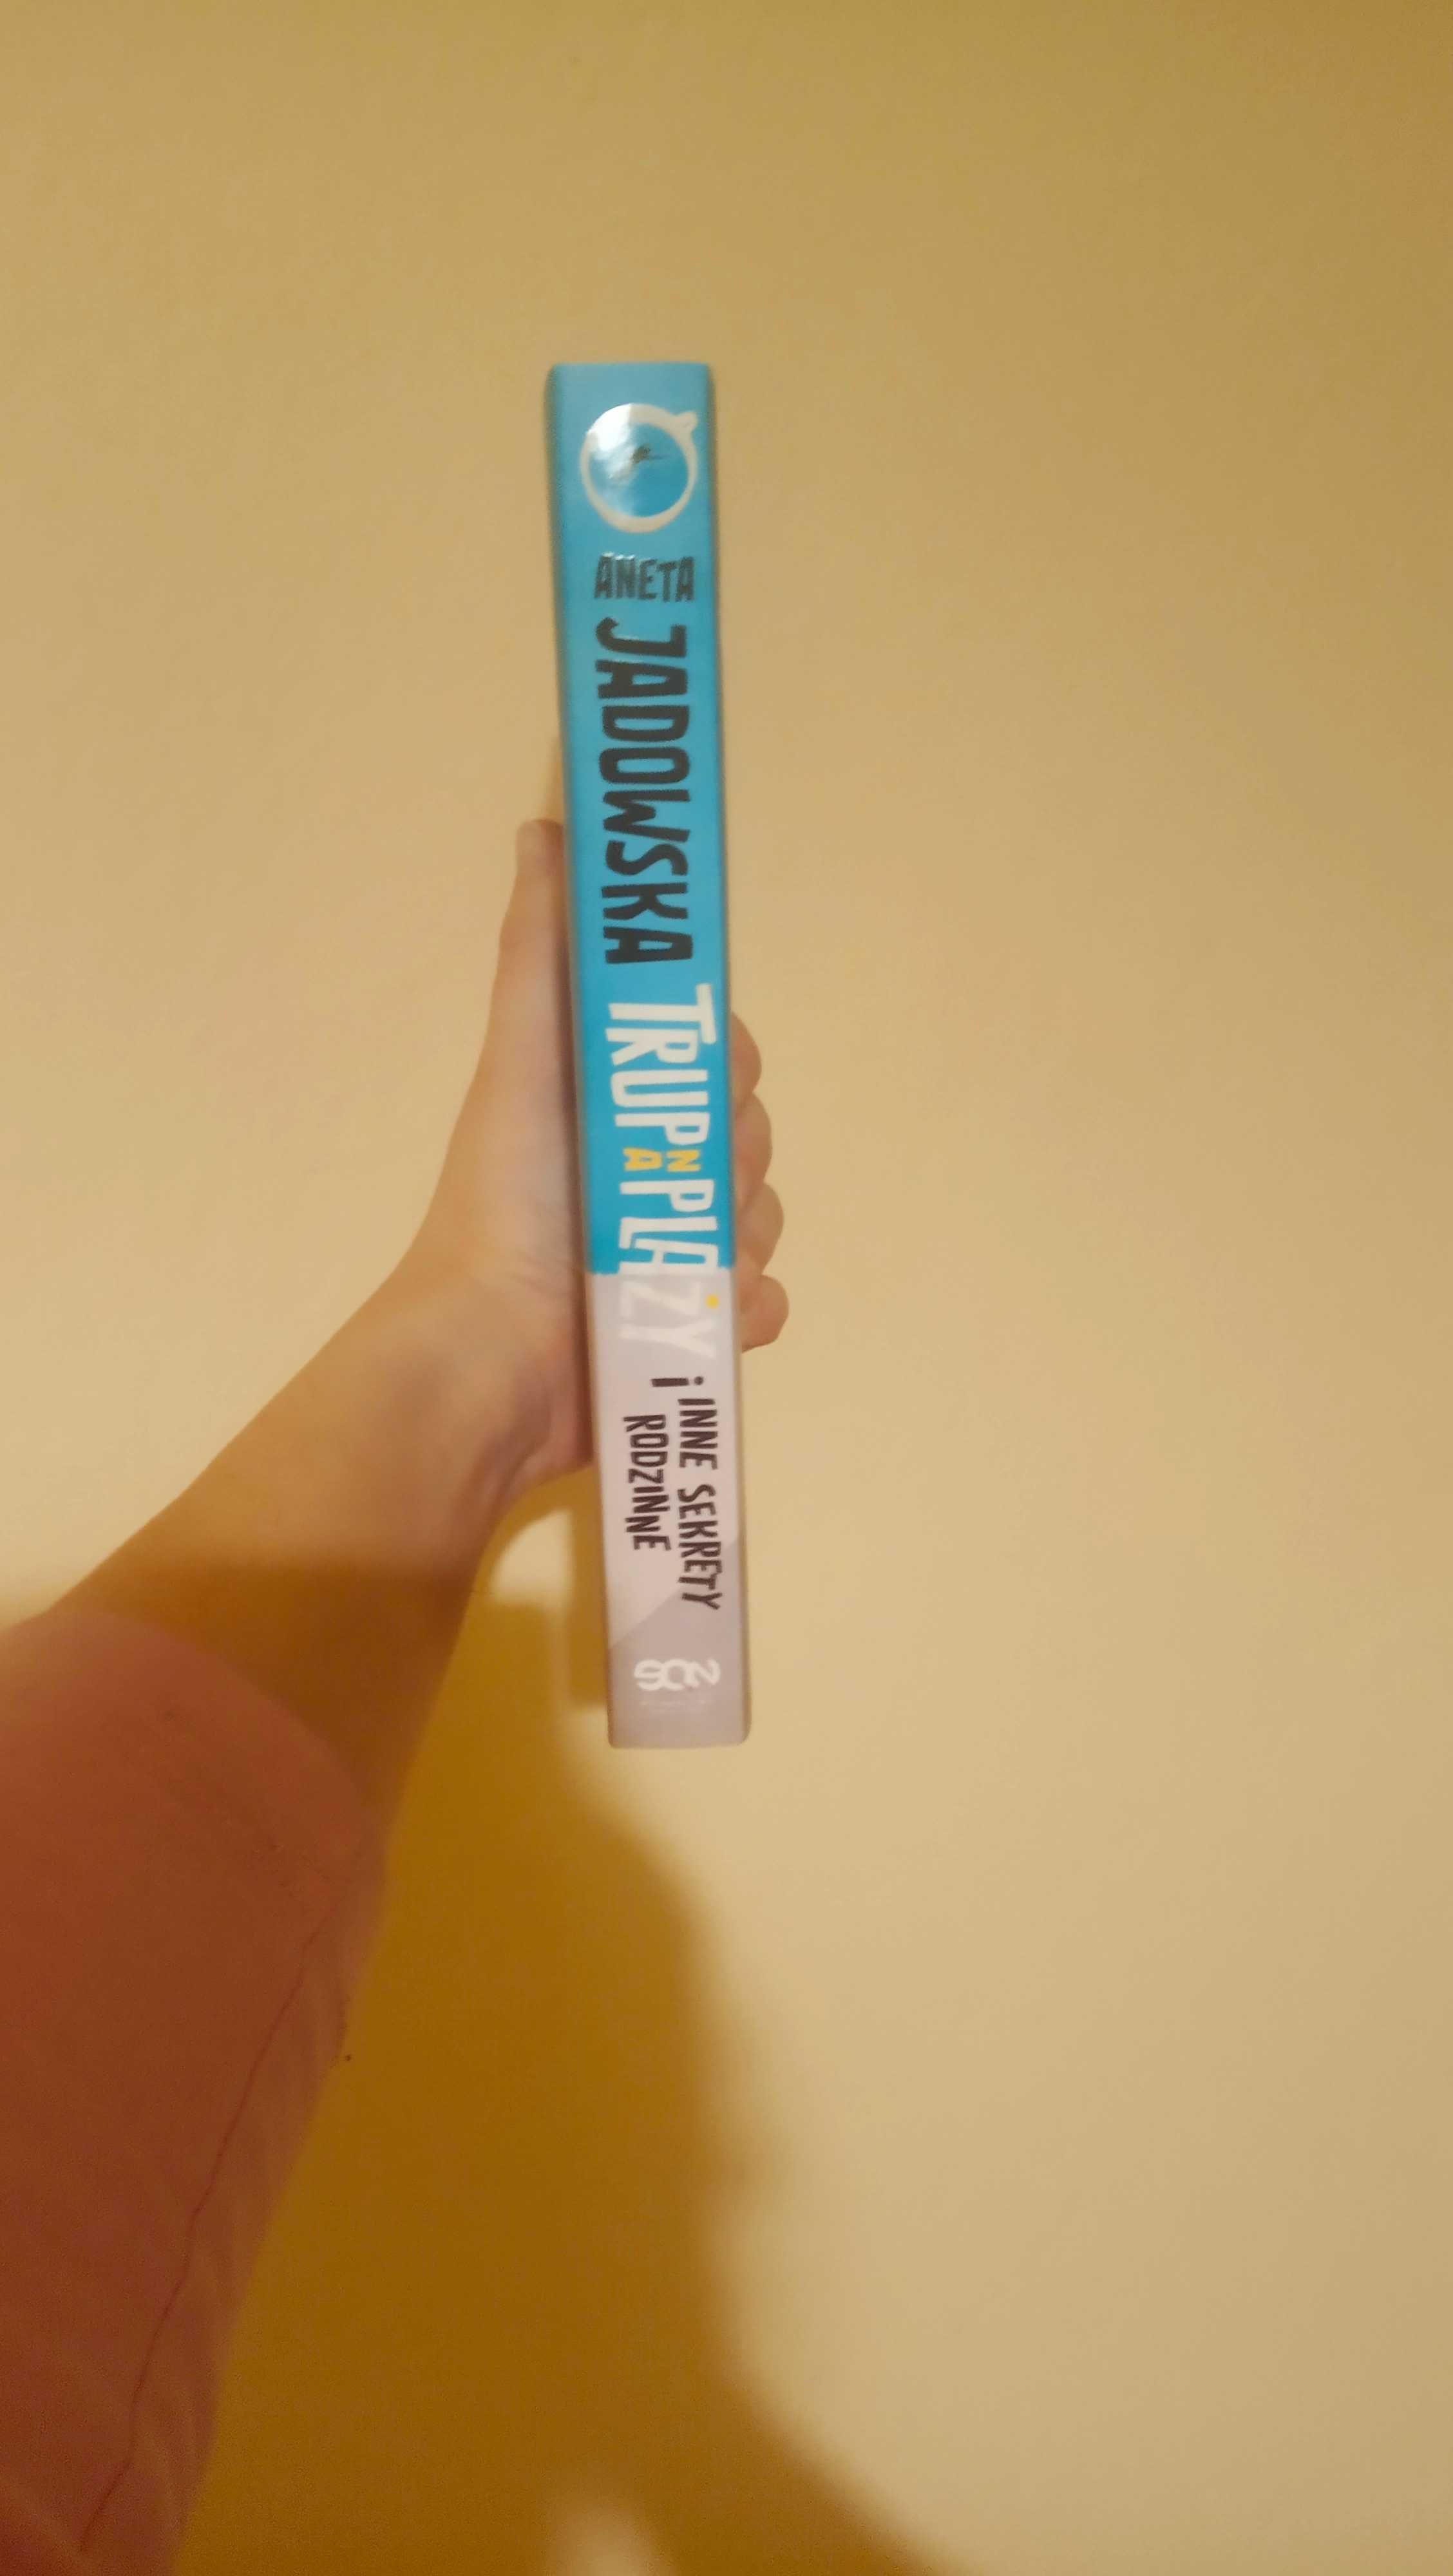 ANETA
JADOWSKA
TRUP NA PLAŻY
i INNE SEKRETY
RODZINNE